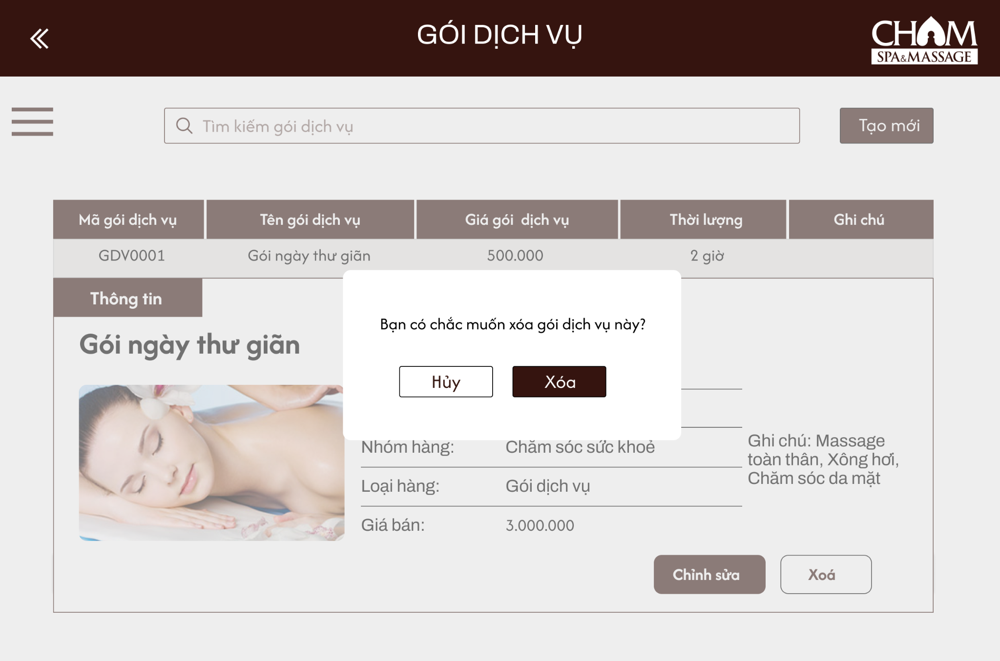 GÓI DỊCH VỤ
CHAM
SPA&MASSAGE
Tìm kiếm gói dịch vụ
Tạo mới
Mã gói dịch vụ
Tên gói dịch vụ
Giá gói dịch vụ
Thời lượng
Ghi chú
GDV0001
Gói ngày thư giãn
500.000
2 giờ
Thông tin
Gói ngày thư giãn
Bạn có chắc muốn xóa gói dịch vụ này?
Hủy
Xóa
Nhóm hàng:
Chăm sóc sức khoẻ
Loại hàng:
Gói dịch vụ
Giá bán:
3.000.000
Ghi chú: Massage
toàn thân, Xông hơi,
Chăm sóc da mặt
Chỉnh sửa
Xoá